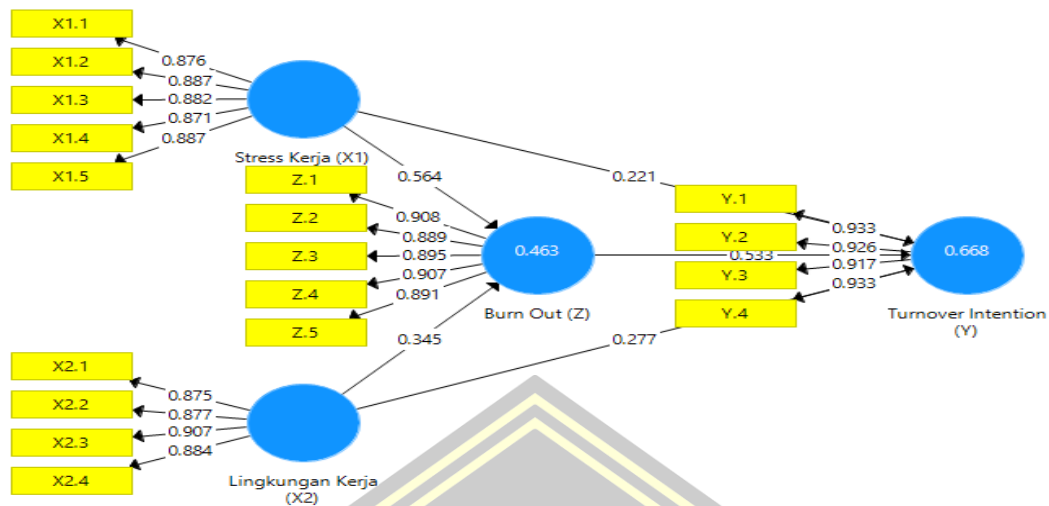 X1.1
X1.2
X1.3
X1.4
X1.5
0.876
0.887
0.882
0.871
0.887
Stress Kerja (X1)
0.564
0.221
Z.1
Z.2
Z.3
Z.4
Z.5
0.908
0.889
0.895
0.907
0.891
0.463
Burn Out (Z)
0.533
Y.1
Y.2
Y.3
Y.4
0.933
0.926
0.917
0.933
0.668
Turnover Intention
(Y)
0.345
0.277
X2.1
X2.2
X2.3
X2.4
0.875
0.877
0.907
0.884
Lingkungan Kerja
(X2)